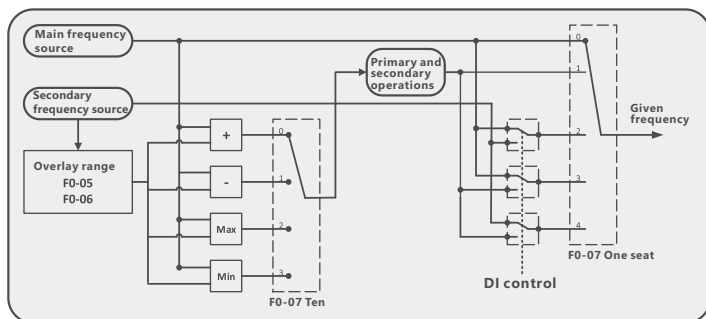 Main frequency
source
Secondary
frequency source
Overlay range
F0-05
F0-06
+
-
Max
Min
0
1
2
3
F0-07 Ten
Primary and
secondary
operations
0
1
2
3
4
Given
frequency
F0-07 One seat
DI control